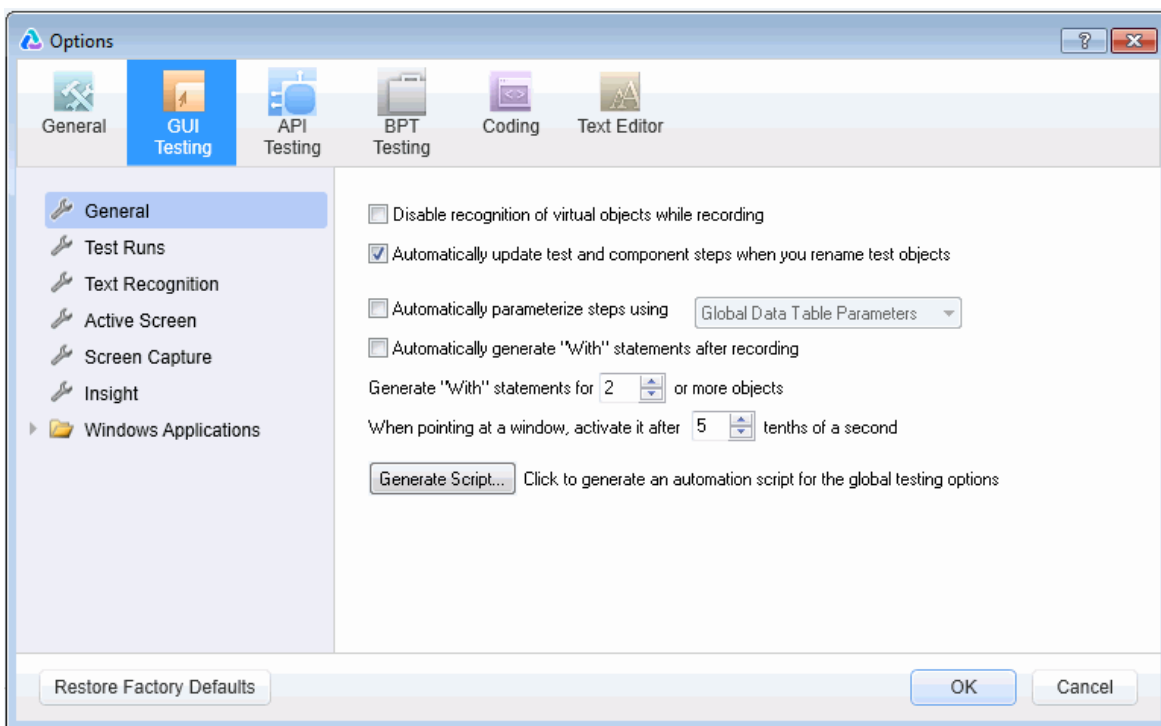 Options
General
GUI
Testing
API
Testing
BPT
Testing
Coding
Text Editor
General
Test Runs
Text Recognition
Active Screen
Screen Capture
Insight
Windows Applications
Disable recognition of virtual objects while recording
Automatically update test and component steps when you rename test objects
Automatically parameterize steps using Global Data Table Parameters
Automatically generate "With" statements after recording
Generate "With" statements for 2 or more objects
When pointing at a window, activate it after 5 tenths of a second
Generate Script... Click to generate an automation script for the global testing options
Restore Factory Defaults
OK
Cancel